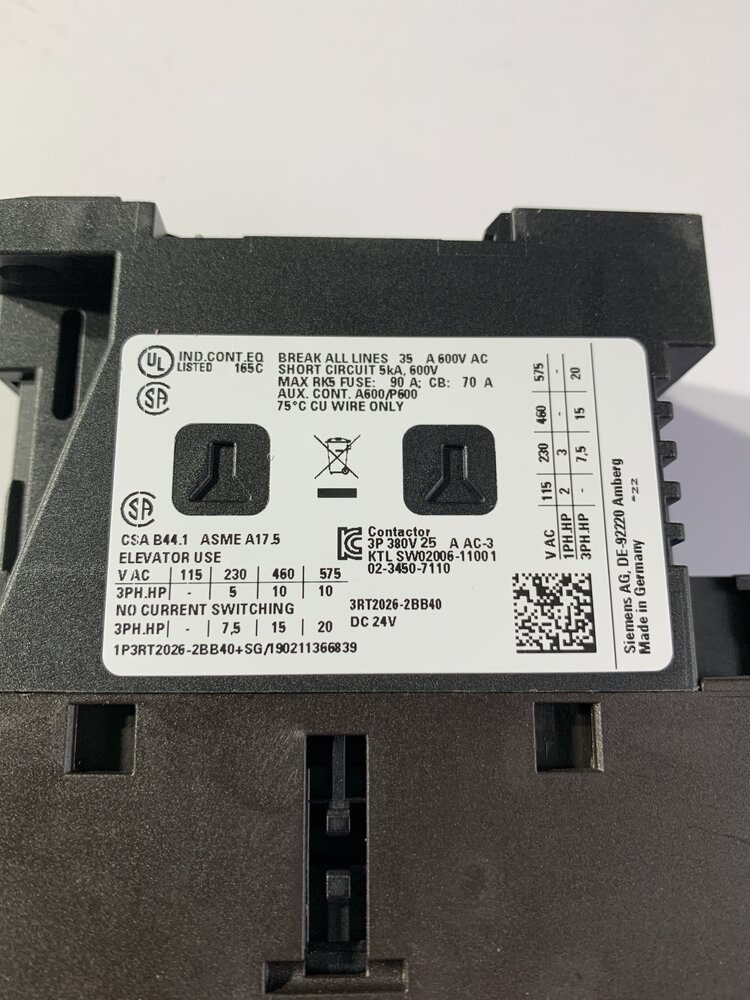 UL IND.CONT.EQ
LISTED 165C
BREAK ALL LINES 35 A 600V AC
SHORT CIRCUIT 5kA, 600V
MAX RK5 FUSE: 90 A; CB: 70 A
AUX. CONT. A600/P600
75°C CU WIRE ONLY
SA
SA
CSA B44.1 ASME A17.5
ELEVATOR USE
V AC | 115 | 230 | 460 | 575
3PH.HP | - | 5 | 10 | 10
NO CURRENT SWITCHING
3PH.HP | - | 7,5 | 15 | 20
1P3RT2026-2BB40+SG/190211366839
Contactor
3P 380V 25 A AC-3
KTL SW02006-11001
02-3450-7110
3RT2026-2BB40
DC 24V
V AC | 115 | 230 | 460 | 575
1PH.HP | 2 | 3 | - | -
3PH.HP | - | 7,5 | 15 | 20
Siemens AG, DE-92220 Amberg
Made in Germany